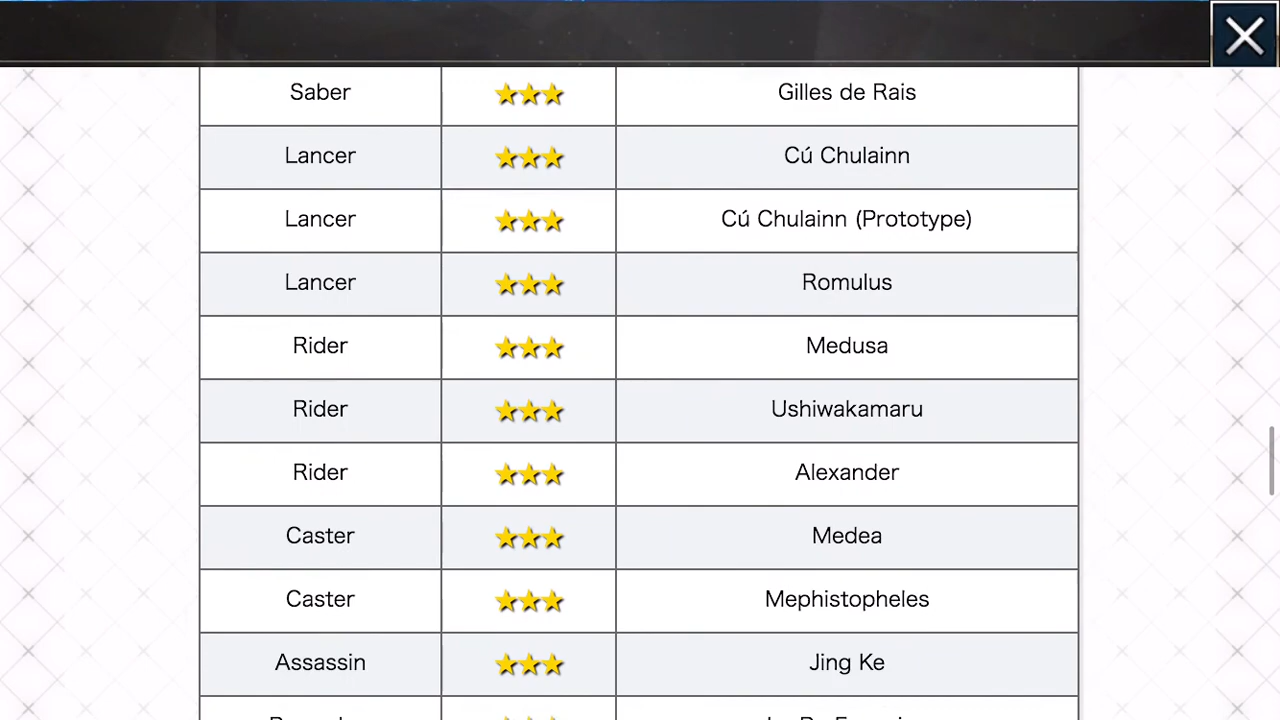 Saber ★★★ Gilles de Rais
Lancer ★★★ Cú Chulainn
Lancer ★★★ Cú Chulainn (Prototype)
Lancer ★★★ Romulus
Rider ★★★ Medusa
Rider ★★★ Ushiwakamaru
Rider ★★★ Alexander
Caster ★★★ Medea
Caster ★★★ Mephistopheles
Assassin ★★★ Jing Ke